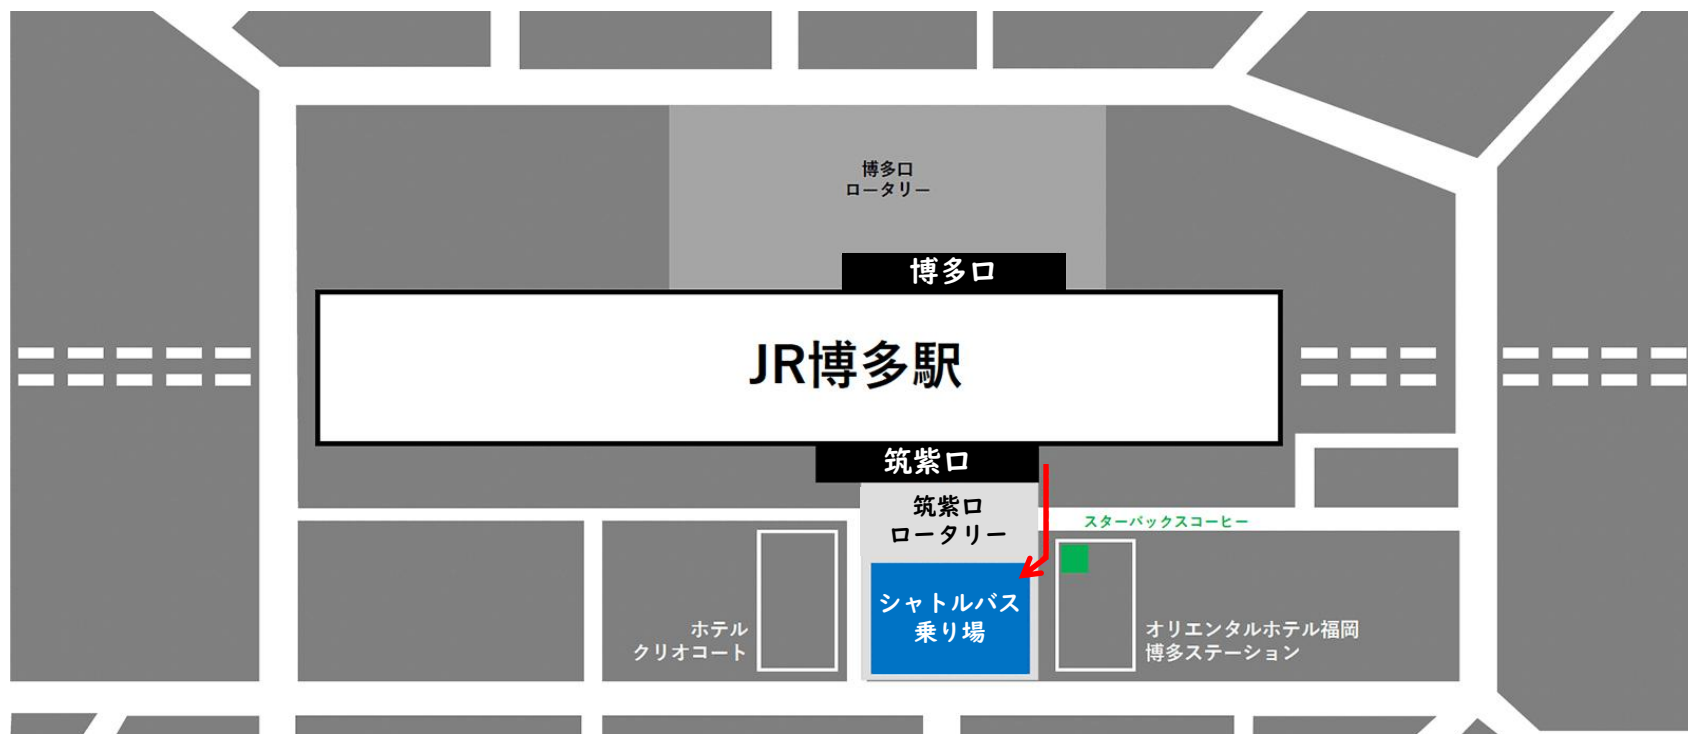 博多口
ロータリー
博多口
JR博多駅
筑紫口
筑紫口
ロータリー
スターバックスコーヒー
シャトルバス
乗り場
ホテル
クリオコート
オリエンタルホテル福岡
博多ステーション